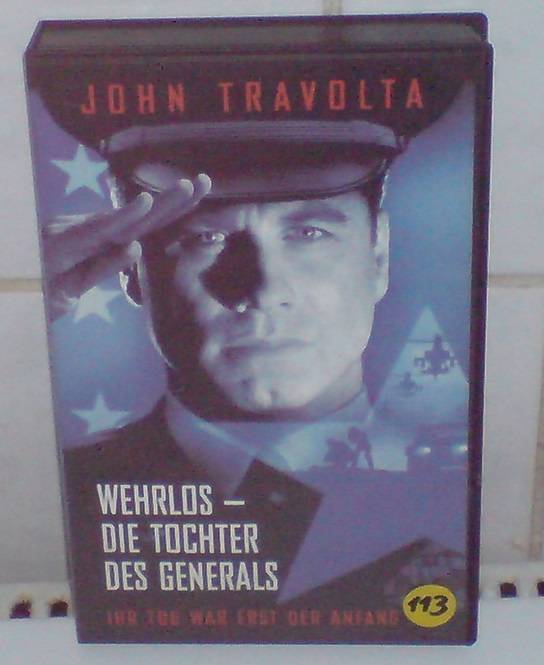 JOHN TRAVOLTA
WEHRLOS –
DIE TOCHTER
DES GENERALS
IHR TOD WAR ERST DER ANFANG
113